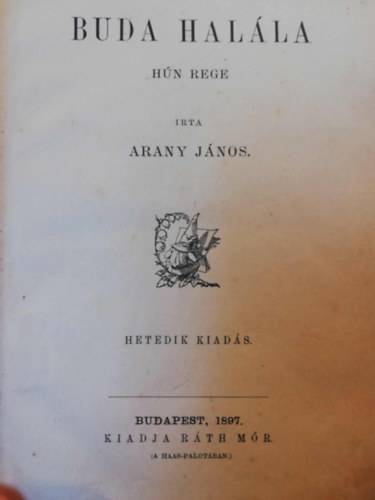 BUDA HALÁLA
HÚN REGE
IRTA
ARANY JÁNOS.
HETEDIK KIADÁS.
BUDAPEST, 1897.
KIADJA RÁTH MÓR.
(A HAAS-PALOTÁBAN.)